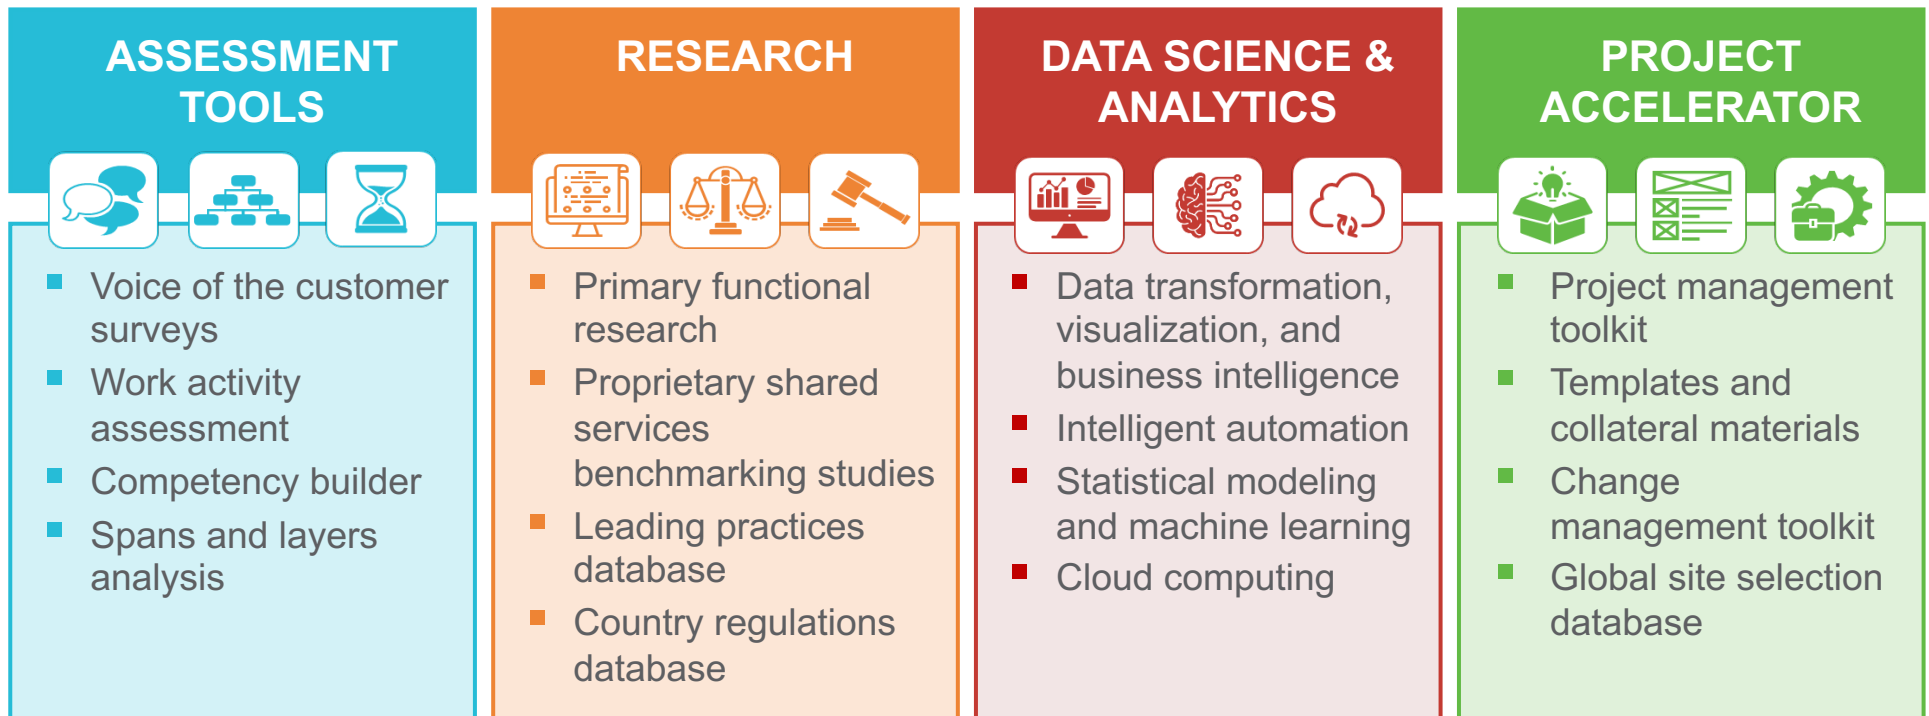 ASSESSMENT
TOOLS
Voice of the customer
surveys
Work activity
assessment
Competency builder
Spans and layers
analysis
RESEARCH
Primary functional
research
Proprietary shared
services
benchmarking studies
Leading practices
database
Country regulations
database
DATA SCIENCE &
ANALYTICS
Data transformation,
visualization, and
business intelligence
Intelligent automation
Statistical modeling
and machine learning
Cloud computing
PROJECT
ACCELERATOR
Project management
toolkit
Templates and
collateral materials
Change
management toolkit
Global site selection
database